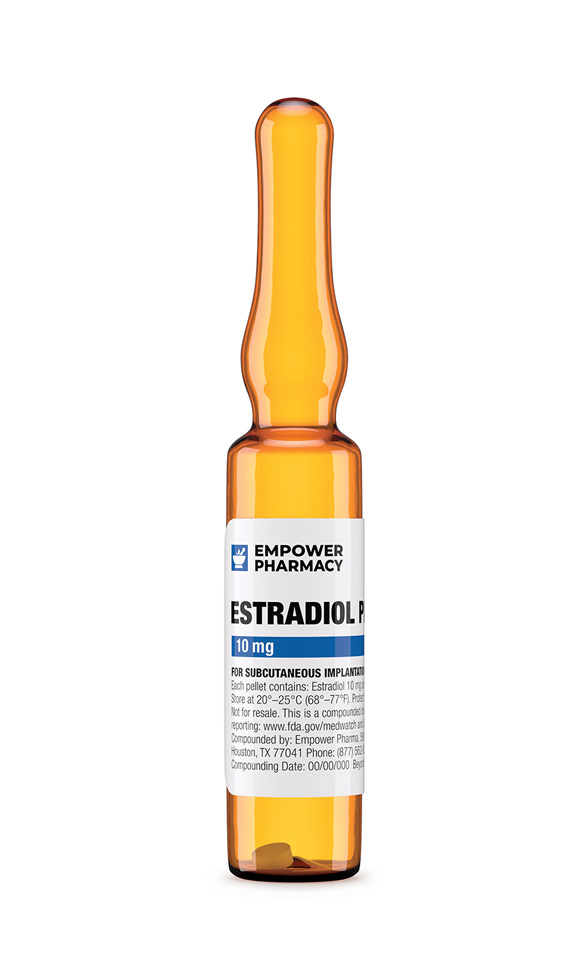 EMPOWER
PHARMACY
ESTRADIOL
10 mg
FOR SUBCUTANEOUS
Each pellet contains: Estradiol 10 mg
Store at 20°–25°C (68°–77°F).
Not for resale. This is a compounded
reporting: www.fda.gov/medwatch
Compounded by: Empower Pharma,
Houston, TX 77041 Phone: (877)
Compounding Date: 00/00/000